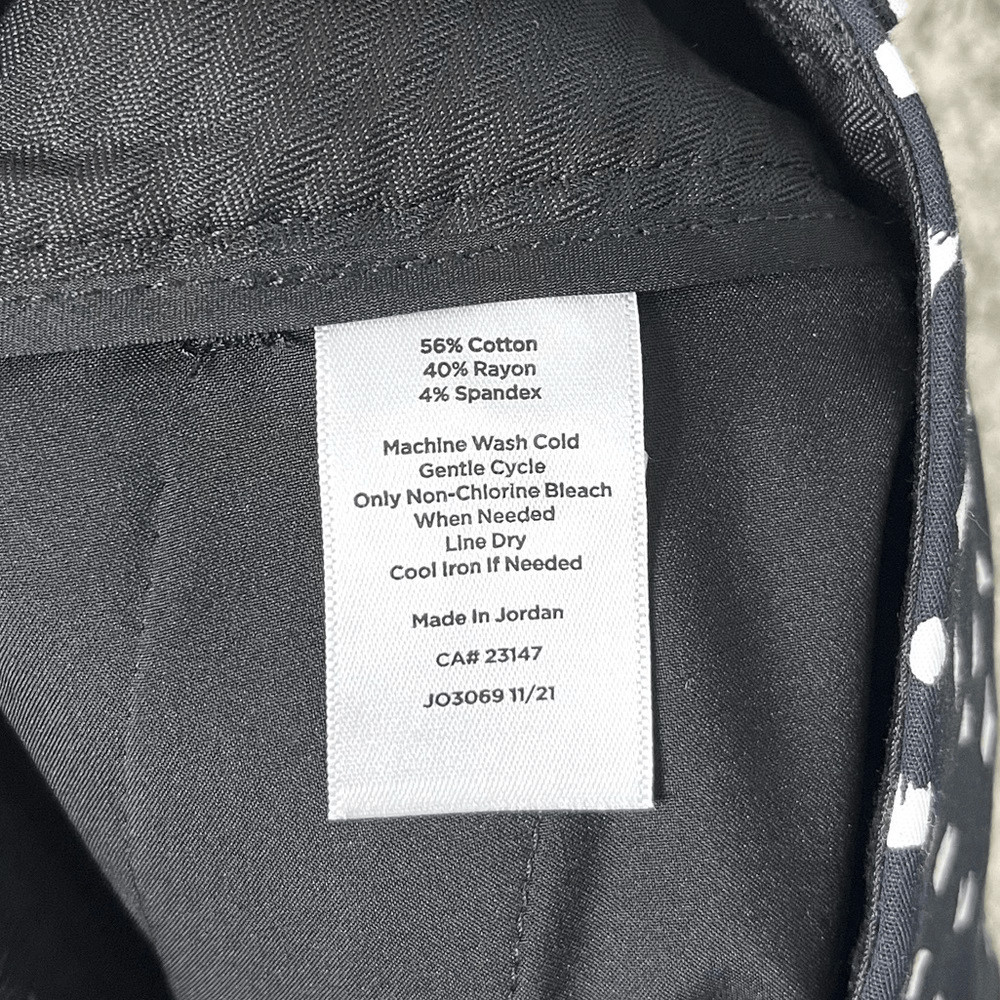 56% Cotton
40% Rayon
4% Spandex
Machine Wash Cold
Gentle Cycle
Only Non-Chlorine Bleach
When Needed
Line Dry
Cool Iron If Needed
Made In Jordan
CA# 23147
JO3069 11/21